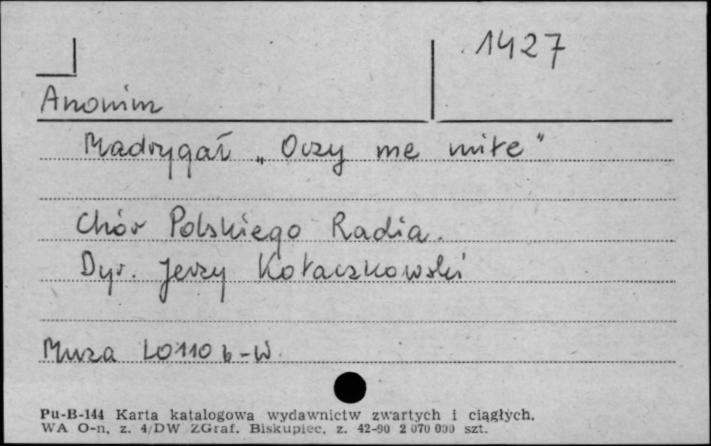 1427
Anonim
Madrygał „Oczy me miłe"
Chór Polskiego Radia.
Dyr. Jerzy Kołaczkowski
Muza L0110 b-W
Pu-B-144 Karta katalogowa wydawnictw zwartych i ciągłych.
WA O-n, z. 4/DW ZGraf. Biskupiec, z. 42-90 2 070 000 szt.